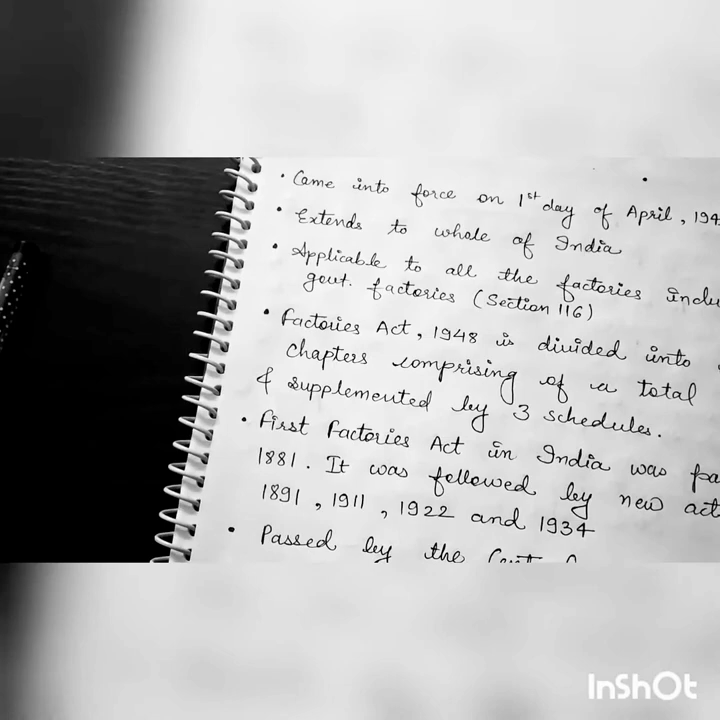 • Came into force on 1st day of April, 194
• Extends to whole of India
• Applicable to all the factories inclu
govt. factories (Section 116)
• Factories Act, 1948 is divided into
chapters comprising of a total
& supplemented by 3 schedules.
• First Factories Act in India was pa
1881. It was followed by new act
1891, 1911, 1922 and 1934
• Passed by the
InShOt